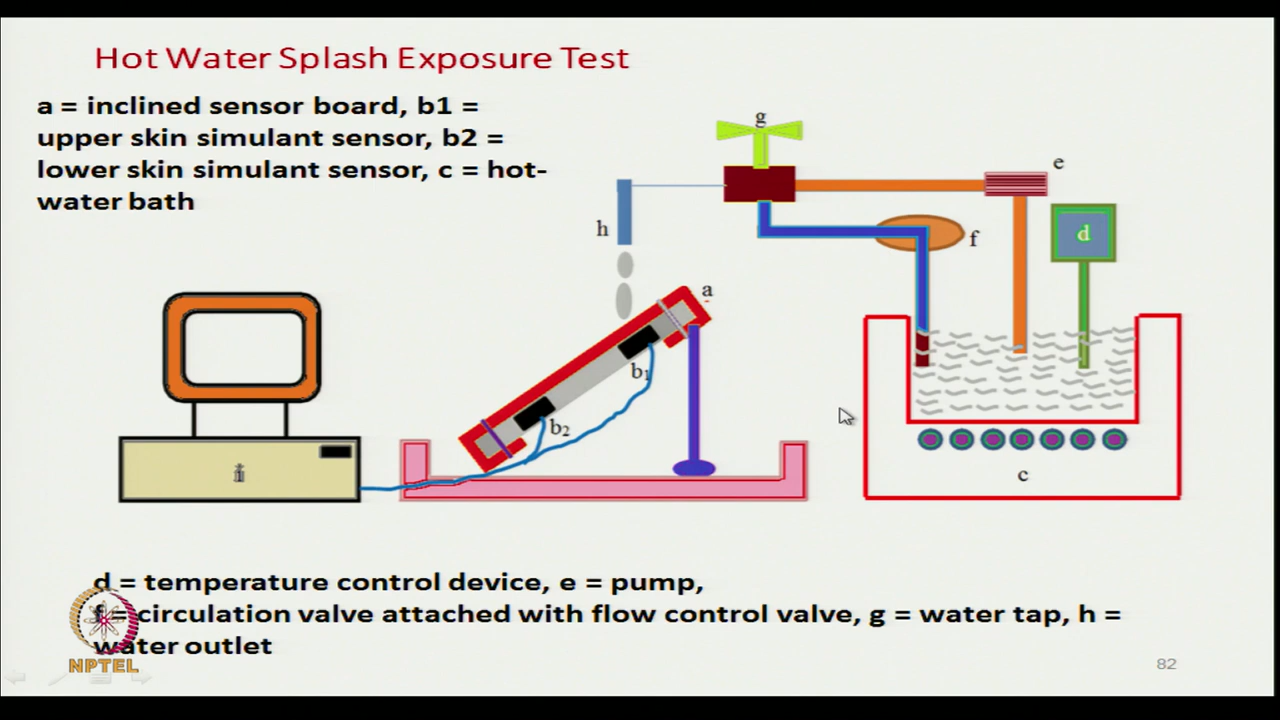 Hot Water Splash Exposure Test
a = inclined sensor board, b1 =
upper skin simulant sensor, b2 =
lower skin simulant sensor, c = hot-
water bath
g
e
h
f
d
a
b1
b2
c
d = temperature control device, e = pump,
f = circulation valve attached with flow control valve, g = water tap, h =
water outlet
NPTEL
82